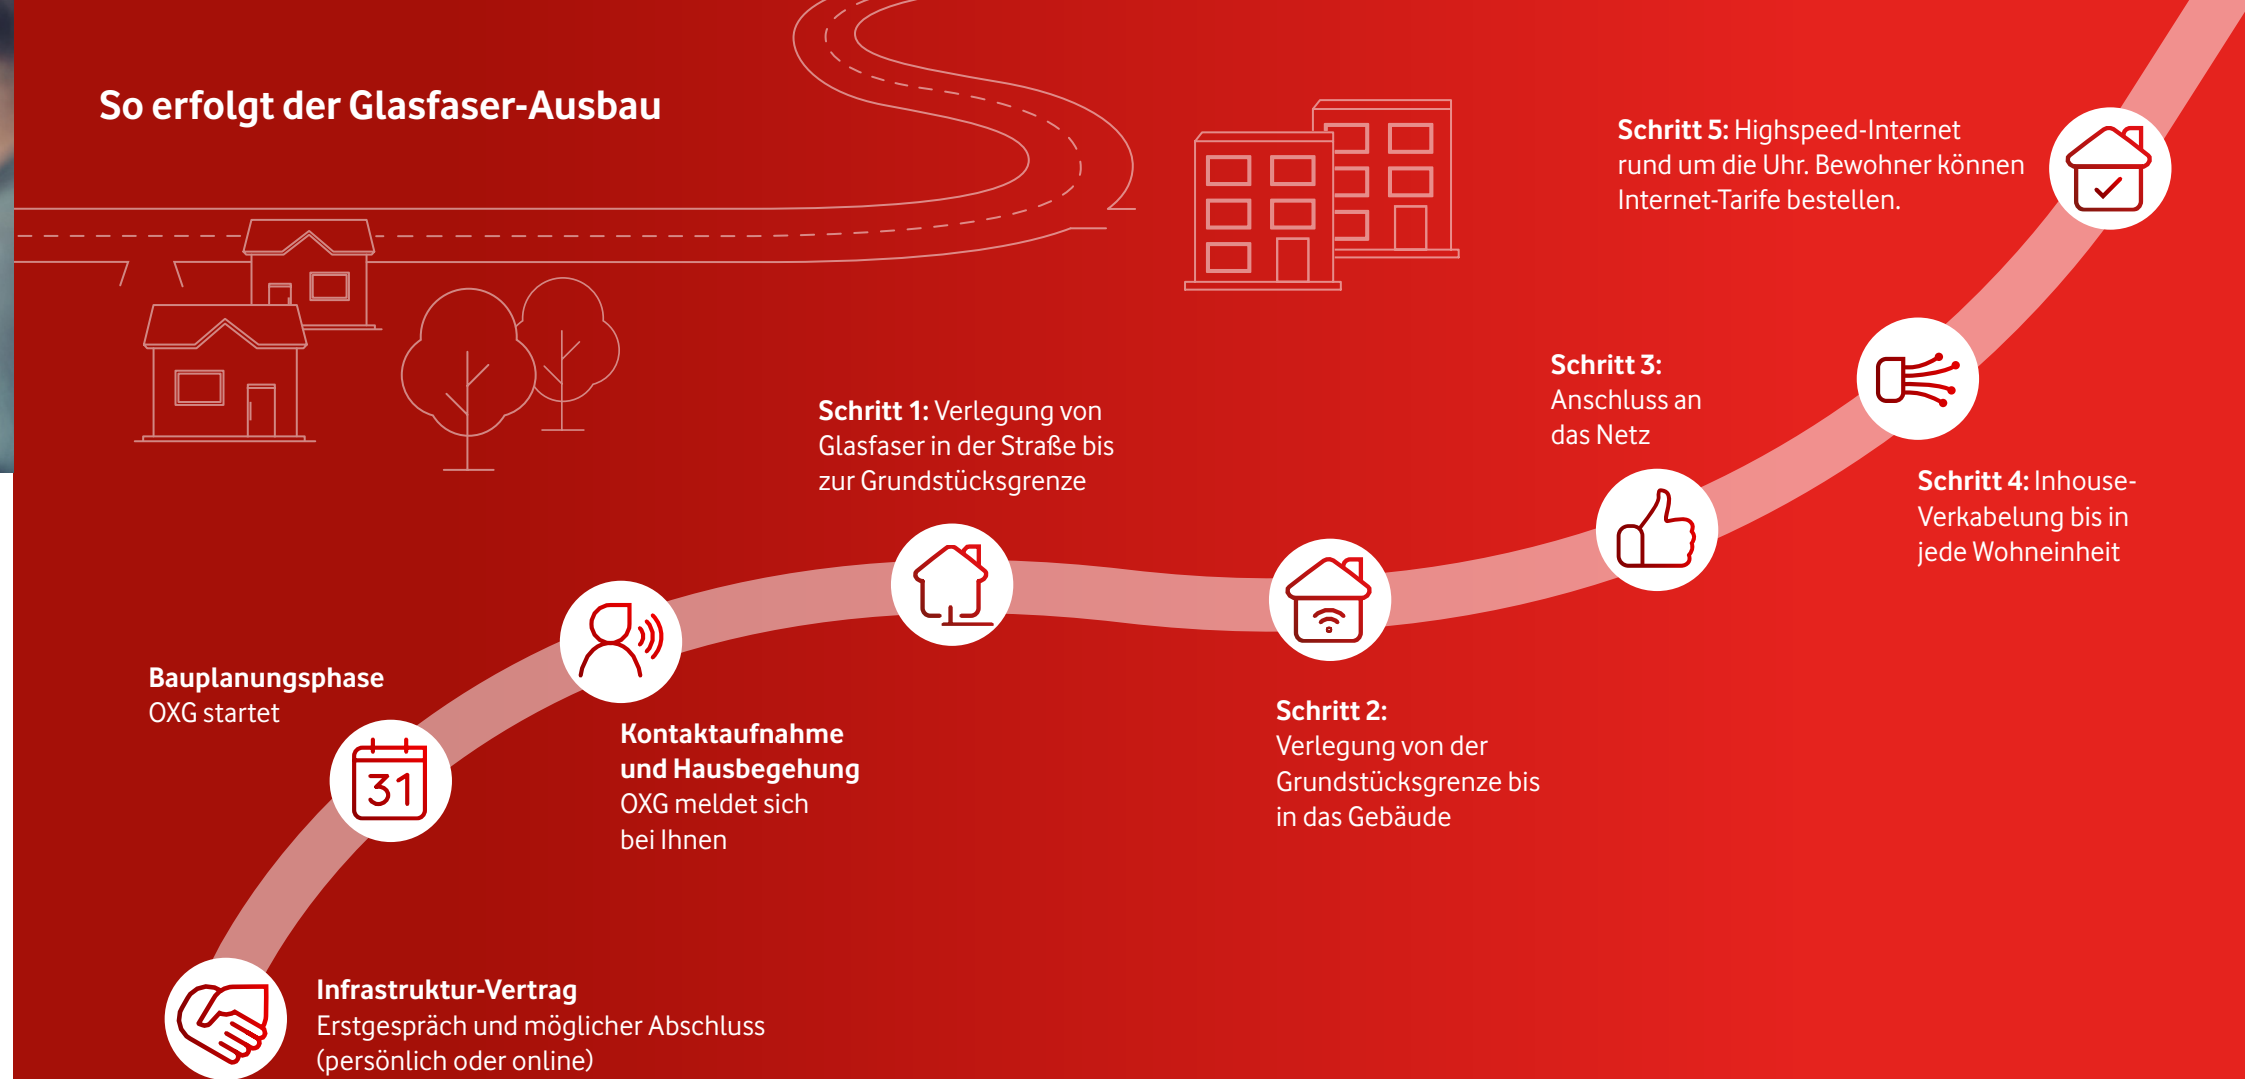 So erfolgt der Glasfaser-Ausbau
Infrastruktur-Vertrag
Erstgespräch und möglicher Abschluss
(persönlich oder online)
Bauplanungsphase
OXG startet
31
Kontaktaufnahme
und Hausbegehung
OXG meldet sich
bei Ihnen
Schritt 1: Verlegung von
Glasfaser in der Straße bis
zur Grundstücksgrenze
Schritt 2:
Verlegung von der
Grundstücksgrenze bis
in das Gebäude
Schritt 3:
Anschluss an
das Netz
Schritt 4: Inhouse-
Verkabelung bis in
jede Wohneinheit
Schritt 5: Highspeed-Internet
rund um die Uhr. Bewohner können
Internet-Tarife bestellen.